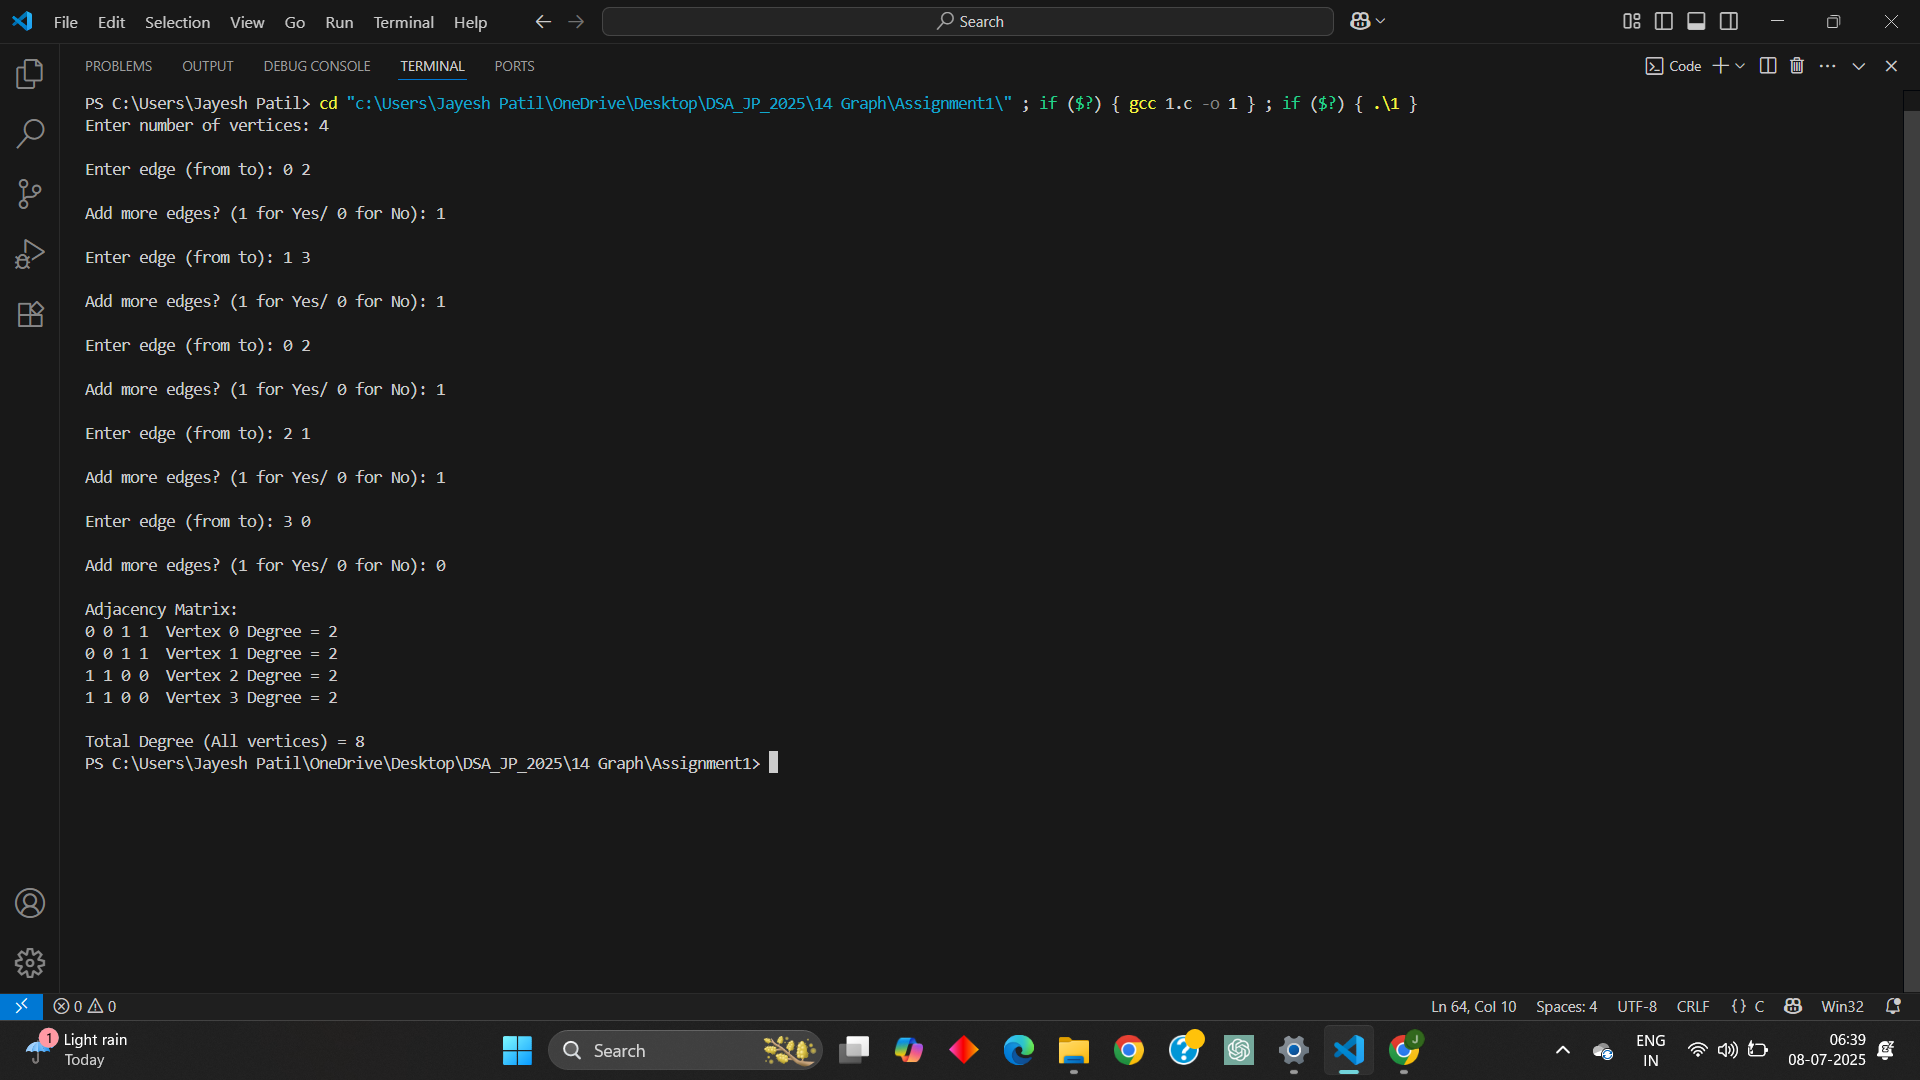 File Edit Selection View Go Run Terminal Help Search
PROBLEMS OUTPUT DEBUG CONSOLE TERMINAL PORTS Code
PS C:\Users\Jayesh Patil> cd "c:\Users\Jayesh Patil\OneDrive\Desktop\DSA_JP_2025\14 Graph\Assignment1\" ; if ($?) { gcc 1.c -o 1 } ; if ($?) { .\1 }
Enter number of vertices: 4
Enter edge (from to): 0 2
Add more edges? (1 for Yes/ 0 for No): 1
Enter edge (from to): 1 3
Add more edges? (1 for Yes/ 0 for No): 1
Enter edge (from to): 0 2
Add more edges? (1 for Yes/ 0 for No): 1
Enter edge (from to): 2 1
Add more edges? (1 for Yes/ 0 for No): 1
Enter edge (from to): 3 0
Add more edges? (1 for Yes/ 0 for No): 0
Adjacency Matrix:
0 0 1 1  Vertex 0 Degree = 2
0 0 1 1  Vertex 1 Degree = 2
1 1 0 0  Vertex 2 Degree = 2
1 1 0 0  Vertex 3 Degree = 2
Total Degree (All vertices) = 8
PS C:\Users\Jayesh Patil\OneDrive\Desktop\DSA_JP_2025\14 Graph\Assignment1>
0 0 Ln 64, Col 10 Spaces: 4 UTF-8 CRLF {} C Win32
1 Light rain
Today
Search
J
ENG
IN
06:39
08-07-2025